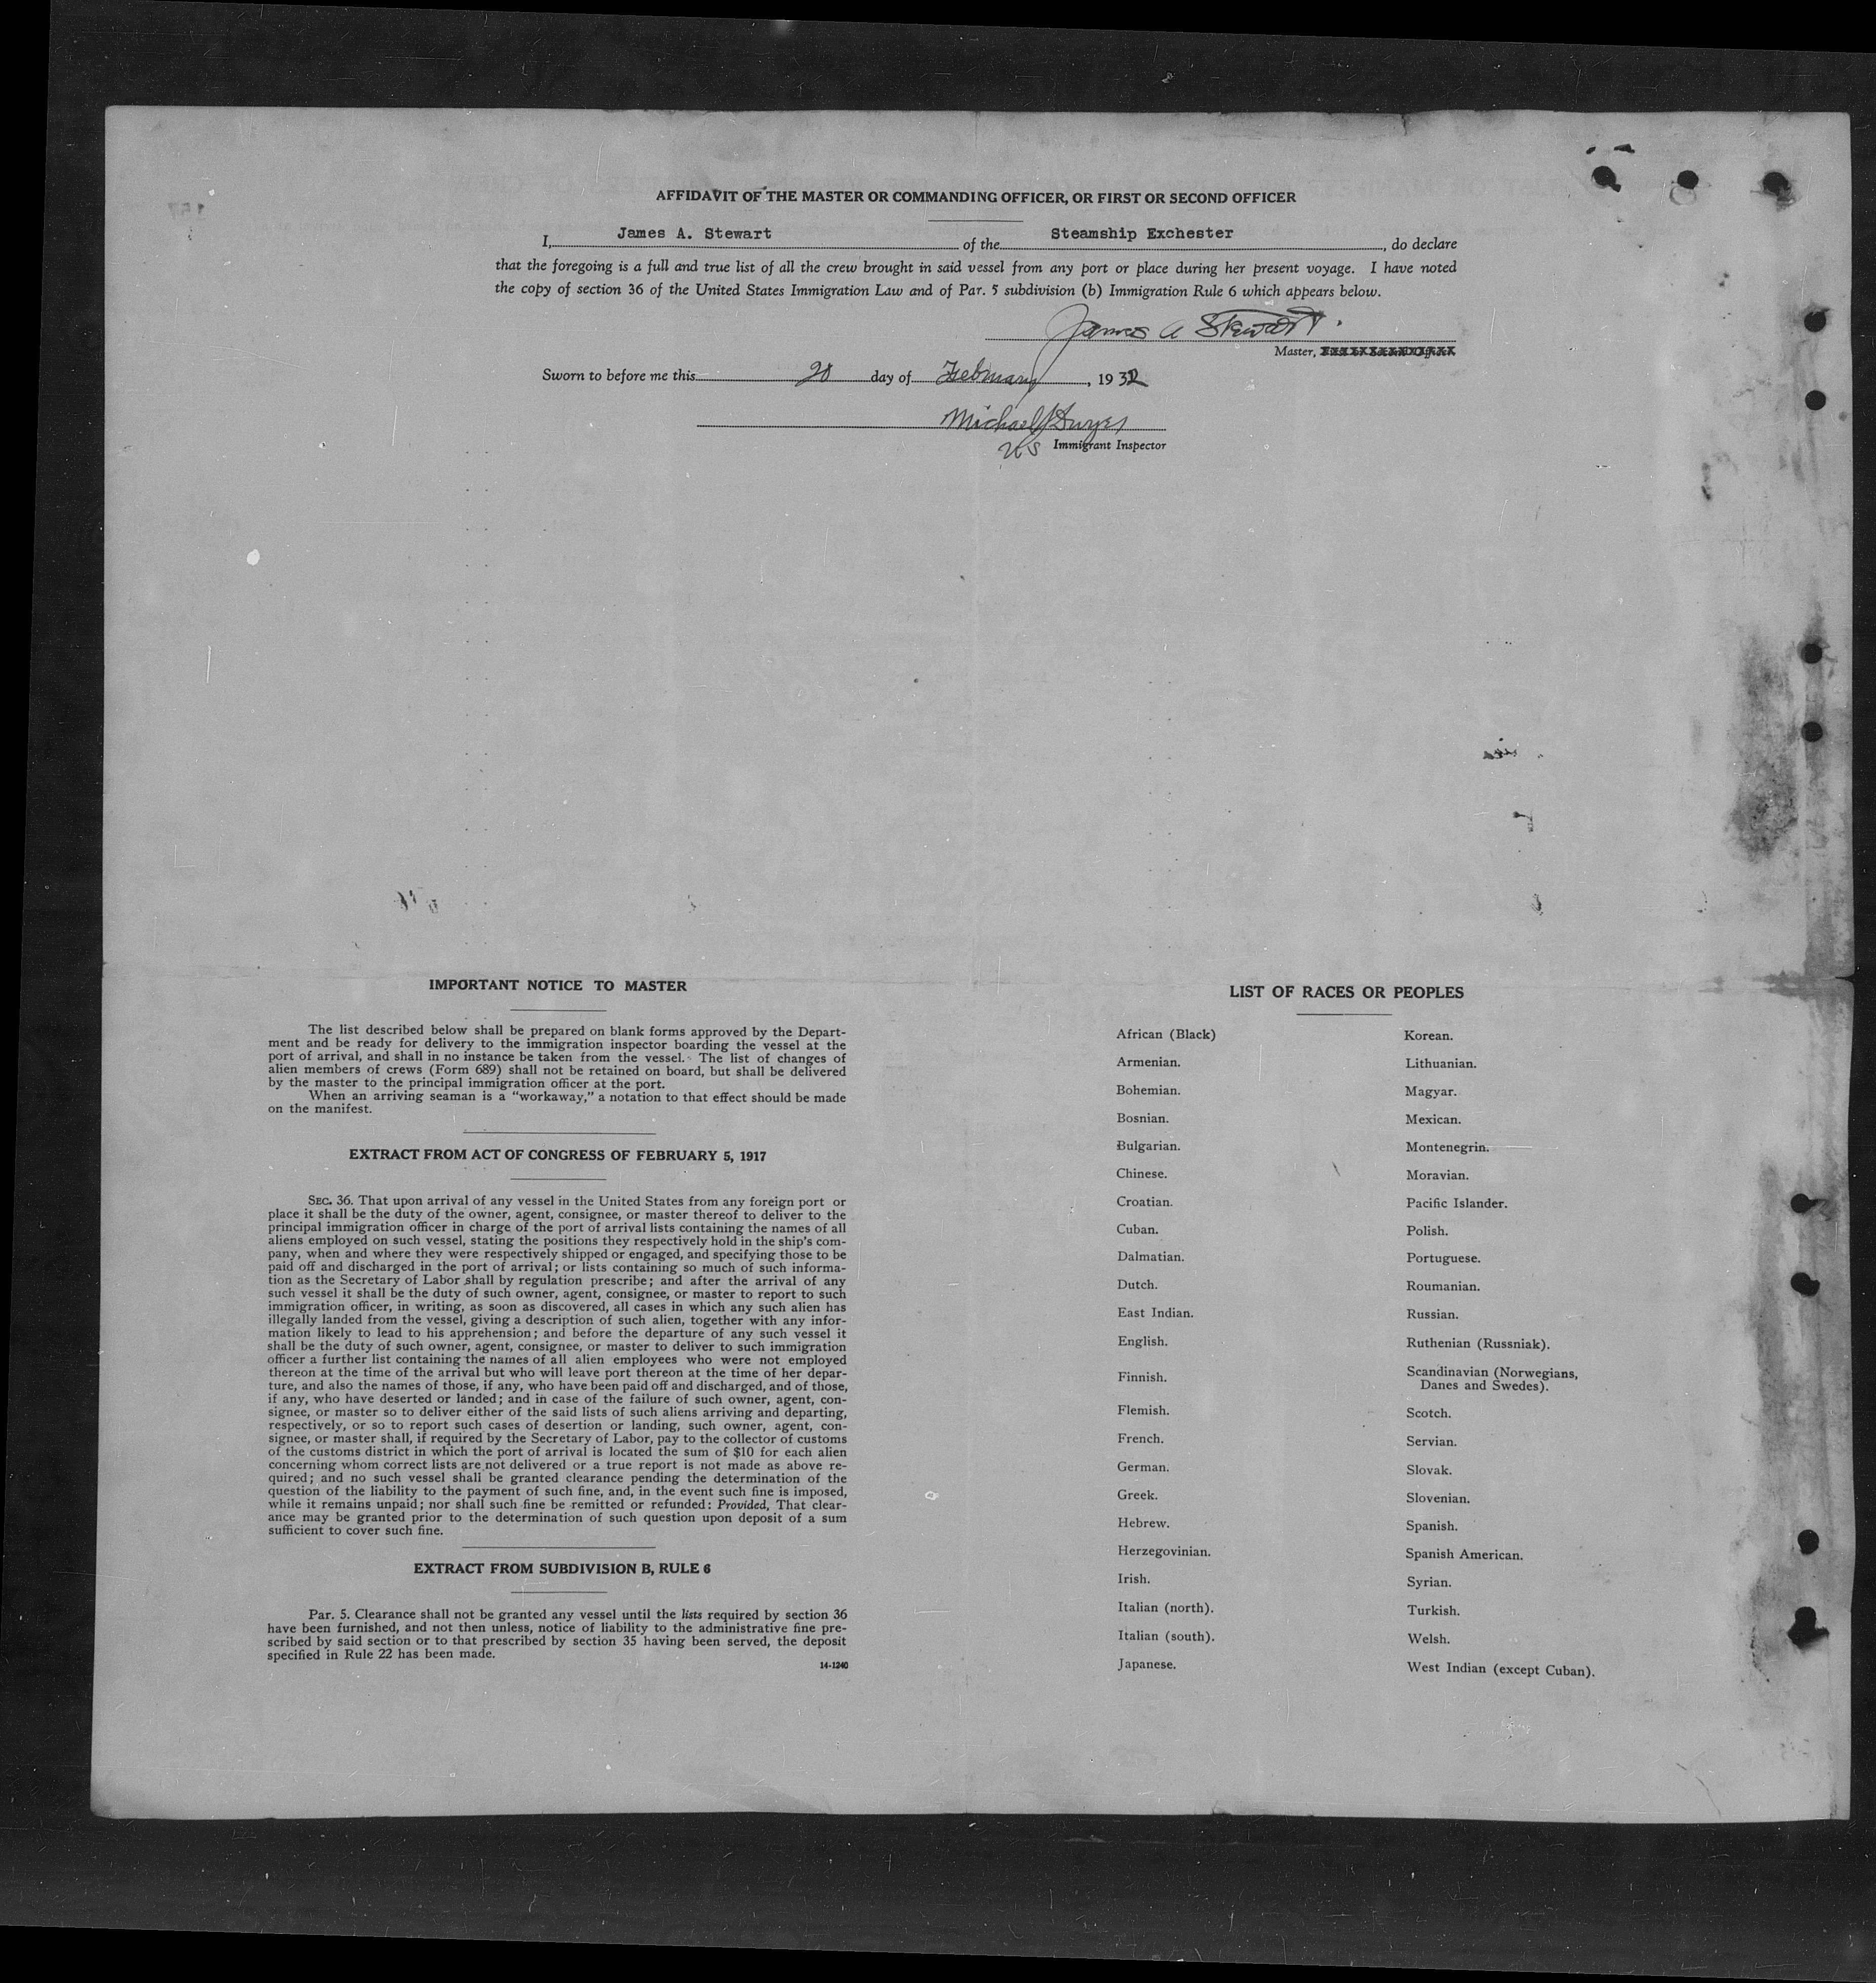 AFFIDAVIT OF THE MASTER OR COMMANDING OFFICER, OR FIRST OR SECOND OFFICER
I, James A. Stewart of the Steamship Exchester, do declare
that the foregoing is a full and true list of all the crew brought in said vessel from any port or place during her present voyage. I have noted
the copy of section 36 of the United States Immigration Law and of Par. 5 subdivision (b) Immigration Rule 6 which appears below.
James A Stewart.
Master,
Sworn to before me this 20 day of February, 1932
Michael J Dwyer
US Immigrant Inspector
IMPORTANT NOTICE TO MASTER
The list described below shall be prepared on blank forms approved by the Depart-
ment and be ready for delivery to the immigration inspector boarding the vessel at the
port of arrival, and shall in no instance be taken from the vessel. The list of changes of
alien members of crews (Form 689) shall not be retained on board, but shall be delivered
by the master to the principal immigration officer at the port.
When an arriving seaman is a "workaway," a notation to that effect should be made
on the manifest.
EXTRACT FROM ACT OF CONGRESS OF FEBRUARY 5, 1917
SEC. 36. That upon arrival of any vessel in the United States from any foreign port or
place it shall be the duty of the owner, agent, consignee, or master thereof to deliver to the
principal immigration officer in charge of the port of arrival lists containing the names of all
aliens employed on such vessel, stating the positions they respectively hold in the ship's com-
pany, when and where they were respectively shipped or engaged, and specifying those to be
paid off and discharged in the port of arrival; or lists containing so much of such informa-
tion as the Secretary of Labor shall by regulation prescribe; and after the arrival of any
such vessel it shall be the duty of such owner, agent, consignee, or master to report to such
immigration officer, in writing, as soon as discovered, all cases in which any such alien has
illegally landed from the vessel, giving a description of such alien, together with any infor-
mation likely to lead to his apprehension; and before the departure of any such vessel it
shall be the duty of such owner, agent, consignee, or master to deliver to such immigration
officer a further list containing the names of all alien employees who were not employed
thereon at the time of the arrival but who will leave port thereon at the time of her depar-
ture, and also the names of those, if any, who have been paid off and discharged, and of those,
if any, who have deserted or landed; and in case of the failure of such owner, agent, con-
signee, or master so to deliver either of the said lists of such aliens arriving and departing,
respectively, or so to report such cases of desertion or landing, such owner, agent, con-
signee, or master shall, if required by the Secretary of Labor, pay to the collector of customs
of the customs district in which the port of arrival is located the sum of $10 for each alien
concerning whom correct lists are not delivered or a true report is not made as above re-
quired; and no such vessel shall be granted clearance pending the determination of the
question of the liability to the payment of such fine, and, in the event such fine is imposed,
while it remains unpaid; nor shall such fine be remitted or refunded: Provided, That clear-
ance may be granted prior to the determination of such question upon deposit of a sum
sufficient to cover such fine.
EXTRACT FROM SUBDIVISION B, RULE 6
Par. 5. Clearance shall not be granted any vessel until the lists required by section 36
have been furnished, and not then unless, notice of liability to the administrative fine pre-
scribed by said section or to that prescribed by section 35 having been served, the deposit
specified in Rule 22 has been made.
14-1240
LIST OF RACES OR PEOPLES
African (Black)
Armenian.
Bohemian.
Bosnian.
Bulgarian.
Chinese.
Croatian.
Cuban.
Dalmatian.
Dutch.
East Indian.
English.
Finnish.
Flemish.
French.
German.
Greek.
Hebrew.
Herzegovinian.
Irish.
Italian (north).
Italian (south).
Japanese.
Korean.
Lithuanian.
Magyar.
Mexican.
Montenegrin.
Moravian.
Pacific Islander.
Polish.
Portuguese.
Roumanian.
Russian.
Ruthenian (Russniak).
Scandinavian (Norwegians,
Danes and Swedes).
Scotch.
Servian.
Slovak.
Slovenian.
Spanish.
Spanish American.
Syrian.
Turkish.
Welsh.
West Indian (except Cuban).